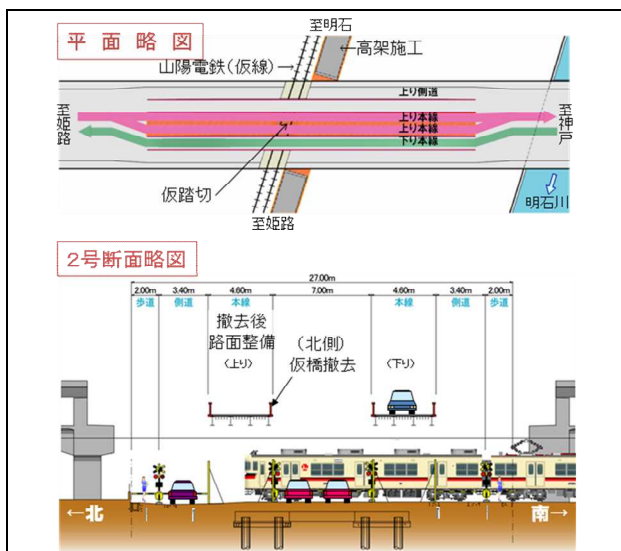 平面略図
至明石
高架施工
山陽電鉄(仮線)
上り側道
上り本線
上り本線
下り本線
至姫路
至神戸
仮踏切
至姫路
明石川
2号断面略図
27.00m
2.00m 3.40m 4.60m 7.00m 4.60m 3.40m 2.00m
歩道 側道 本線 本線 側道 歩道
撤去後
路面整備
〈上り〉
(北側)
仮橋撤去
〈下り〉
←北
南→